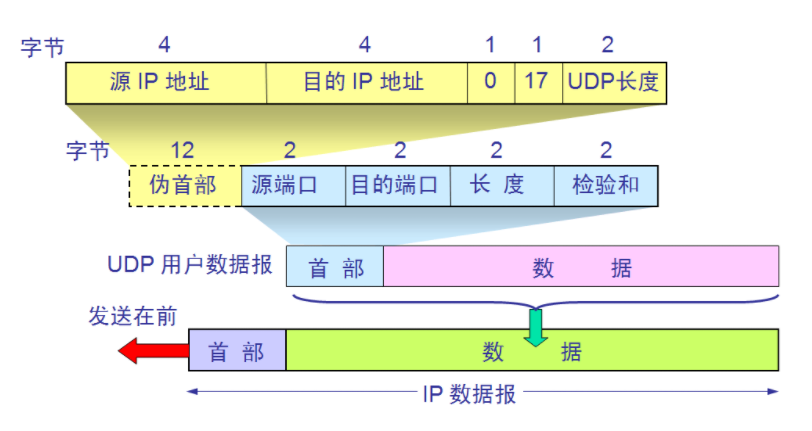 字节 4 4 1 1 2
源 IP 地址 目的 IP 地址 0 17 UDP长度
字节 12 2 2 2 2
伪首部 源端口 目的端口 长 度 检验和
UDP 用户数据报 首 部 数 据
发送在前
首 部 数 据
IP 数据报